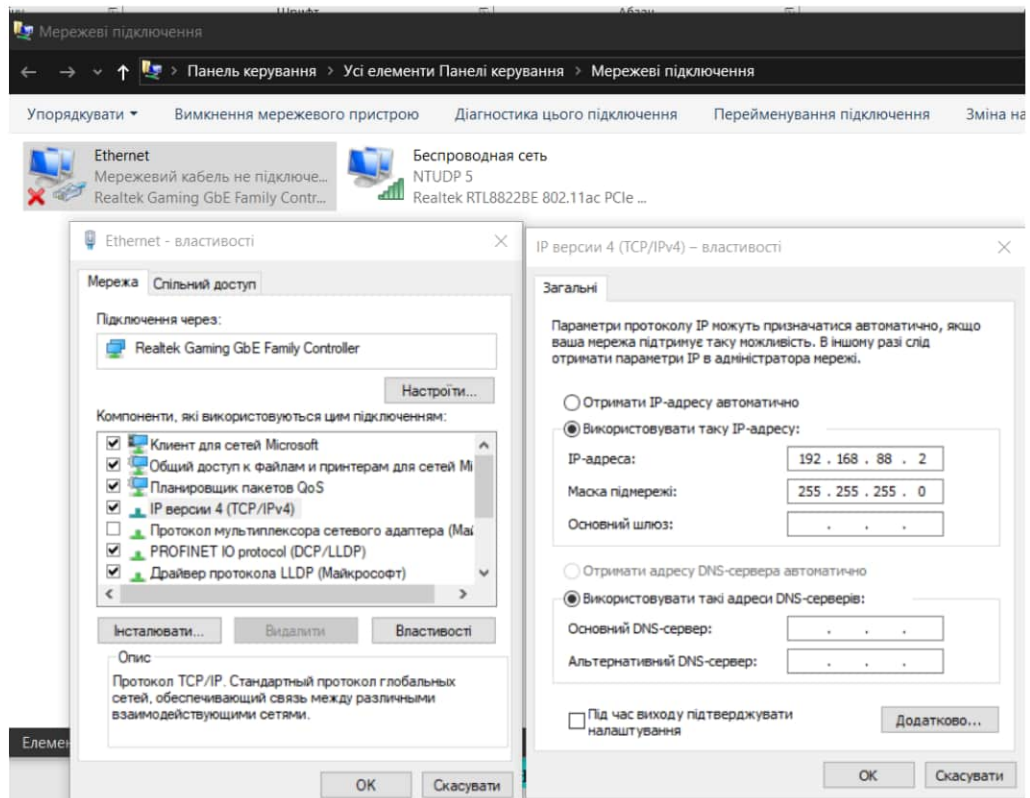 Мережеві підключення
Панель керування > Усі елементи Панелі керування > Мережеві підключення
Упорядкувати Вимкнення мережевого пристрою Діагностика цього підключення Перейменування підключення Зміна на
Ethernet
Мережевий кабель не підключе...
Realtek Gaming GbE Family Contr...
Беспроводная сеть
NTUDP 5
Realtek RTL8822BE 802.11ac PCIe ...
Ethernet - властивості
Мережа Спільний доступ
Підключення через:
Realtek Gaming GbE Family Controller
Настроїти...
Компоненти, які використовуються цим підключенням:
Клиент для сетей Microsoft
Общий доступ к файлам и принтерам для сетей Mi
Планировщик пакетов QoS
IP версии 4 (TCP/IPv4)
Протокол мультиплексора сетевого адаптера (Май
PROFINET IO protocol (DCP/LLDP)
Драйвер протокола LLDP (Майкрософт)
Інсталювати... Видалити Властивості
Опис
Протокол TCP/IP. Стандартный протокол глобальных
сетей, обеспечивающий связь между различными
взаимодействующими сетями.
OK Скасувати
IP версии 4 (TCP/IPv4) – властивості
Загальні
Параметри протоколу IP можуть призначатися автоматично, якщо
ваша мережа підтримує таку можливість. В іншому разі слід
отримати параметри IP в адміністратора мережі.
Отримати IP-адресу автоматично
Використовувати таку IP-адресу:
IP-адреса: 192 . 168 . 88 . 2
Маска підмережі: 255 . 255 . 255 . 0
Основний шлюз: . . .
Отримати адресу DNS-сервера автоматично
Використовувати такі адреси DNS-серверів:
Основний DNS-сервер: . . .
Альтернативний DNS-сервер: . . .
Під час виходу підтверджувати
налаштування
Додатково...
OK Скасувати
Елемен